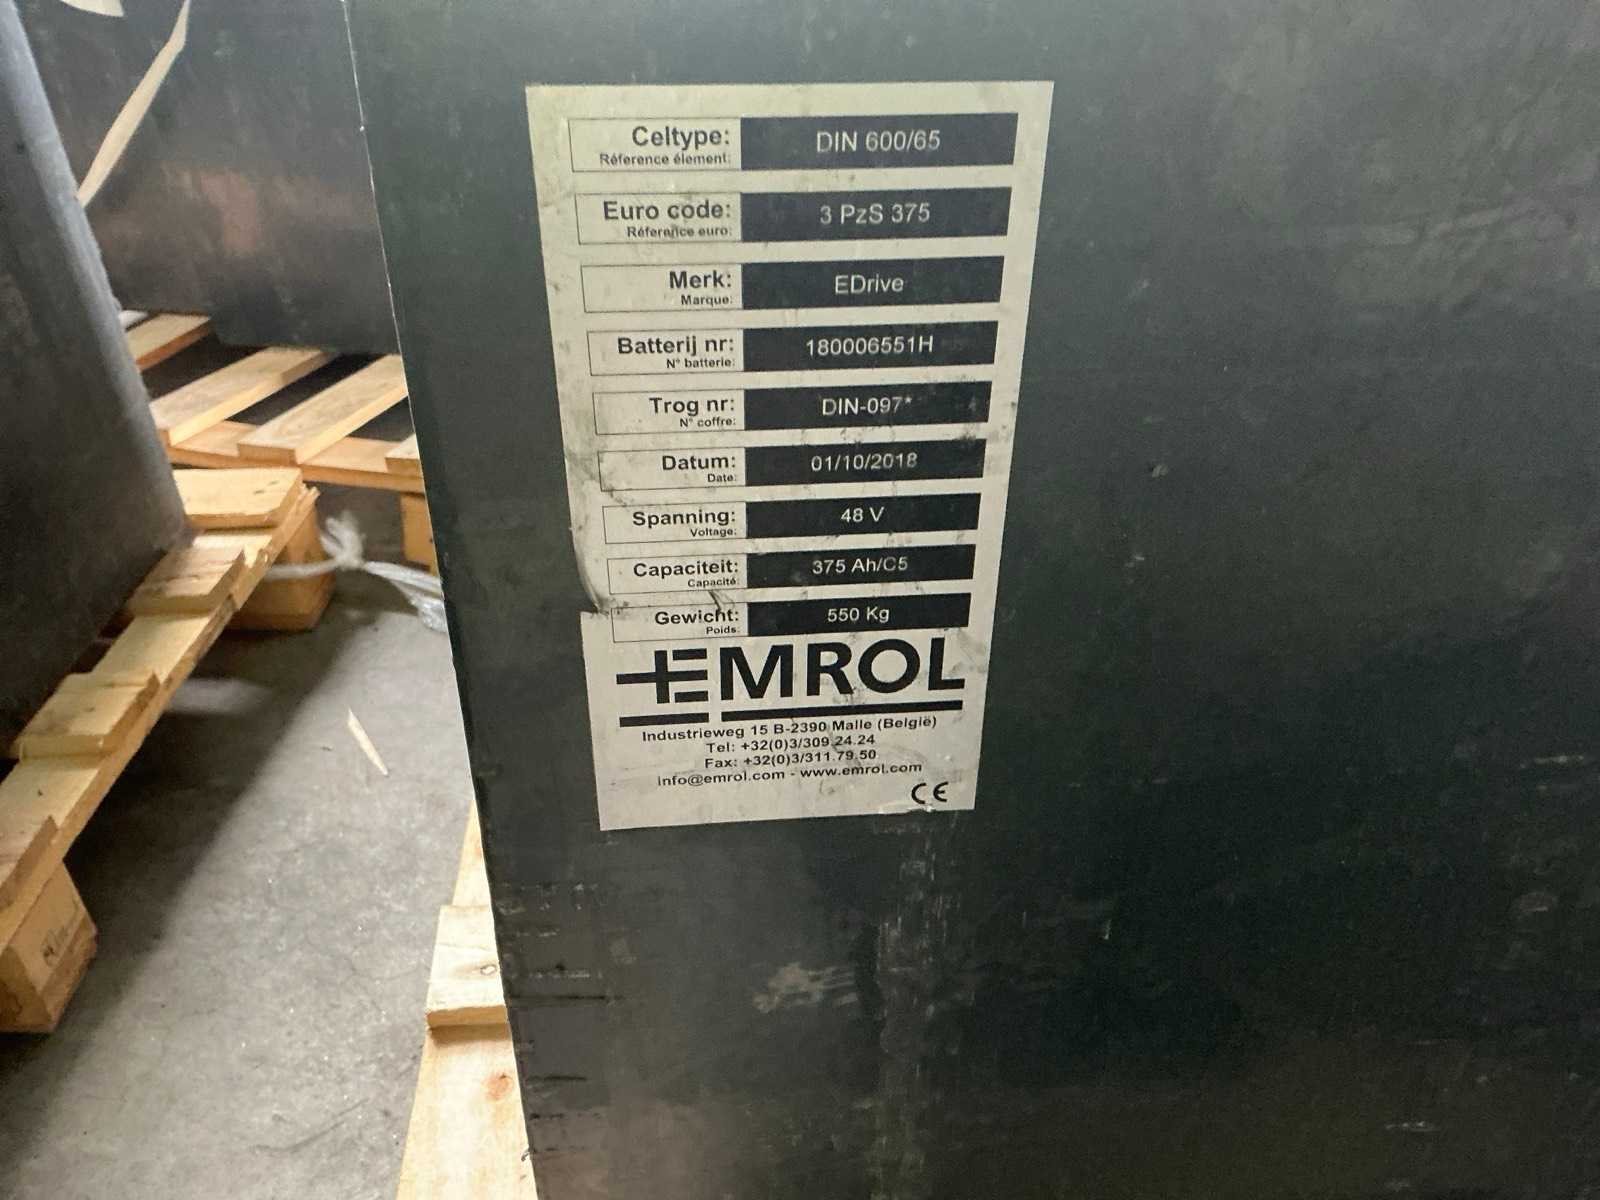 Celtype: DIN 600/65
Réference élement:
Euro code: 3 PzS 375
Réference euro:
Merk: EDrive
Marque:
Batterij nr: 180006551H
N° batterie:
Trog nr: DIN-097*
N° coffre:
Datum: 01/10/2018
Date:
Spanning: 48 V
Voltage:
Capaciteit: 375 Ah/C5
Capacité:
Gewicht: 550 Kg
Poids:
EMROL
Industrieweg 15 B-2390 Malle (België)
Tel: +32(0)3/309.24.24
Fax: +32(0)3/311.79.50
info@emrol.com - www.emrol.com
CE